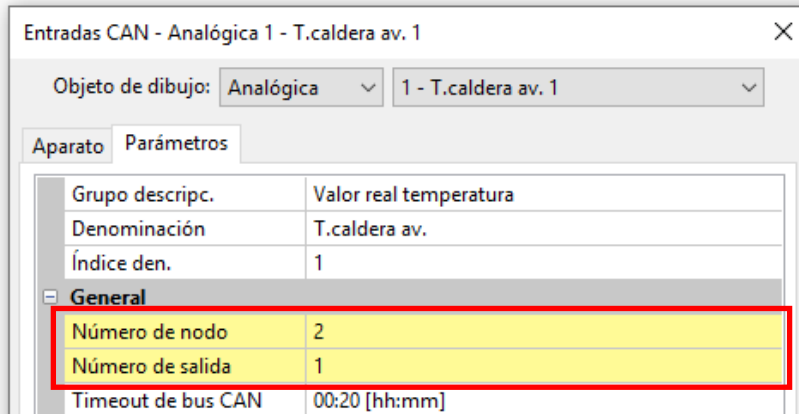 Entradas CAN - Analógica 1 - T.caldera av. 1
Objeto de dibujo: Analógica 1 - T.caldera av. 1
Aparato Parámetros
Grupo descripc. Valor real temperatura
Denominación T.caldera av.
Índice den. 1
General
Número de nodo 2
Número de salida 1
Timeout de bus CAN 00:20 [hh:mm]